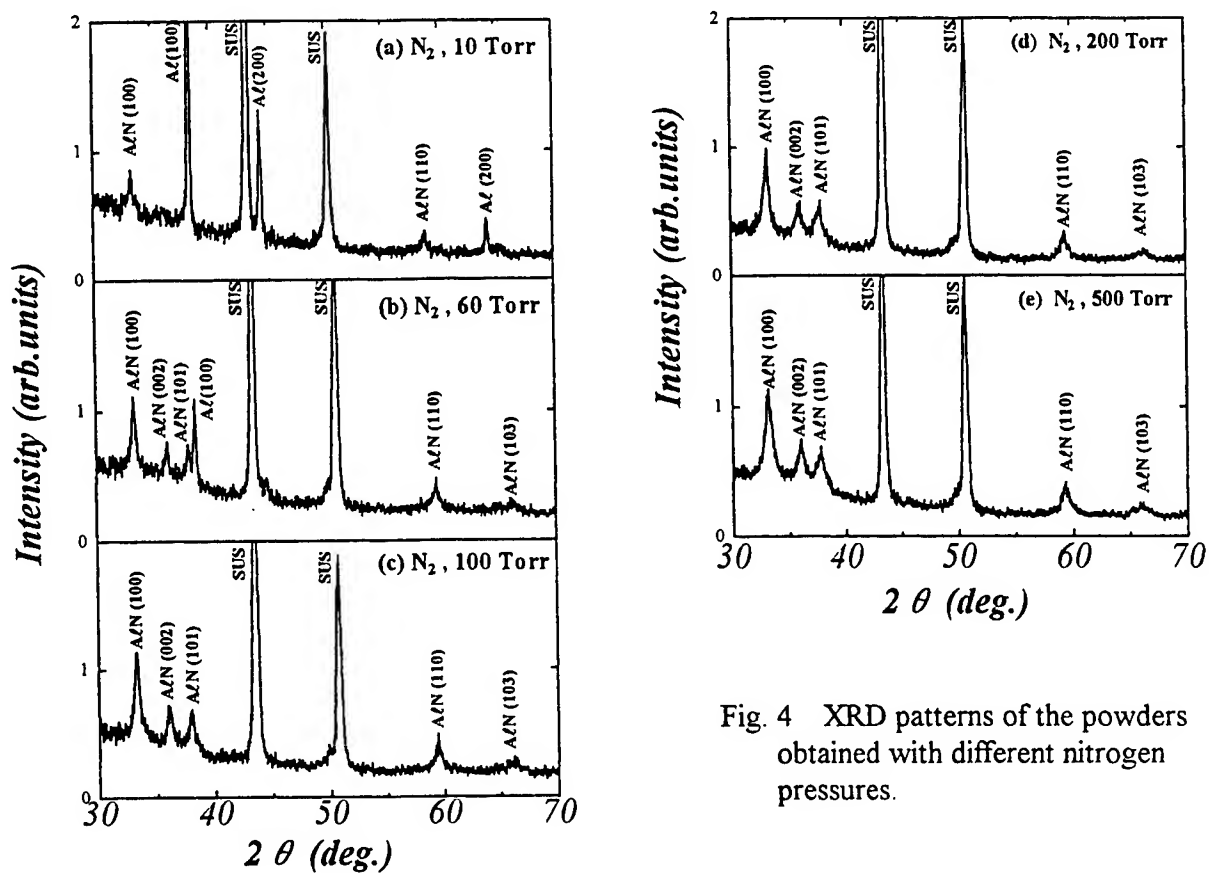 Intensity (arb.units)
2
1
0
(a) N₂ , 10 Torr
AℓN (100)
Aℓ(100)
SUS
Aℓ(200)
SUS
AℓN (110)
Aℓ (200)
1
0
(b) N₂ , 60 Torr
AℓN (100)
AℓN (002)
AℓN (101)
Aℓ(100)
SUS
SUS
AℓN (110)
AℓN (103)
1
0
(c) N₂ , 100 Torr
AℓN (100)
AℓN (002)
AℓN (101)
SUS
SUS
AℓN (110)
AℓN (103)
30 40 50 60 70
2 θ (deg.)
Intensity (arb.units)
2
1
0
(d) N₂ , 200 Torr
AℓN (100)
AℓN (002)
AℓN (101)
SUS
SUS
AℓN (110)
AℓN (103)
2
1
0
(e) N₂ , 500 Torr
AℓN (100)
AℓN (002)
AℓN (101)
SUS
SUS
AℓN (110)
AℓN (103)
30 40 50 60 70
2 θ (deg.)
Fig. 4 XRD patterns of the powders
obtained with different nitrogen
pressures.